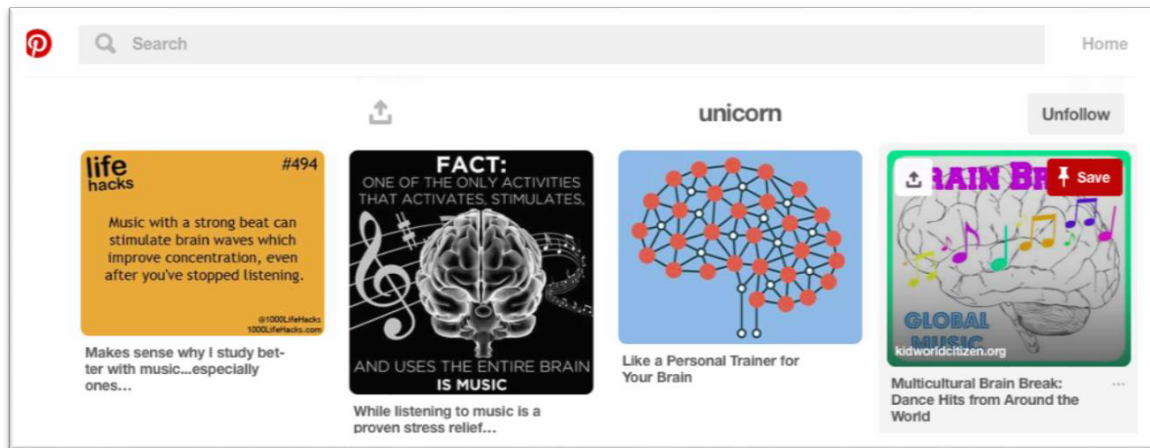 Search
Home
unicorn
Unfollow
life
hacks
#494
Music with a strong beat can
stimulate brain waves which
improve concentration, even
after you've stopped listening.
@1000LifeHacks
1000LifeHacks.com
Makes sense why I study bet-
ter with music...especially
ones...
FACT:
ONE OF THE ONLY ACTIVITIES
THAT ACTIVATES, STIMULATES,
AND USES THE ENTIRE BRAIN
IS MUSIC
While listening to music is a
proven stress relief...
Like a Personal Trainer for
Your Brain
Save
GLOBAL
MUSIC
kidworldcitizen.org
Multicultural Brain Break:
Dance Hits from Around the
World